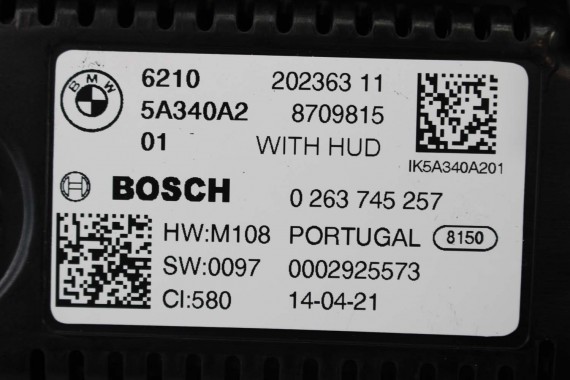 BMW
6210 202363 11
5A340A2 8709815
01 WITH HUD
IK5A340A201
BOSCH 0 263 745 257
HW:M108 PORTUGAL 8150
SW:0097 0002925573
CI:580 14-04-21